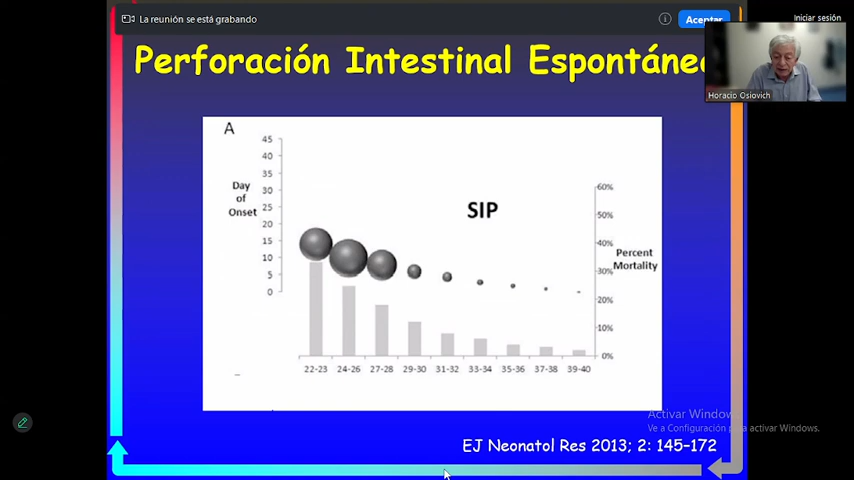 La reunión se está grabando
Aceptar
Iniciar sesión
Perforación Intestinal Espontáne
Horacio Osiovich
A
45
40
35
30
25
20
15
10
5
0
Day
of
Onset
SIP
60%
50%
40%
30%
20%
10%
0%
Percent
Mortality
22-23 24-26 27-28 29-30 31-32 33-34 35-36 37-38 39-40
Activar Window
Ve a Configuración para activar Windows.
EJ Neonatol Res 2013; 2: 145-172